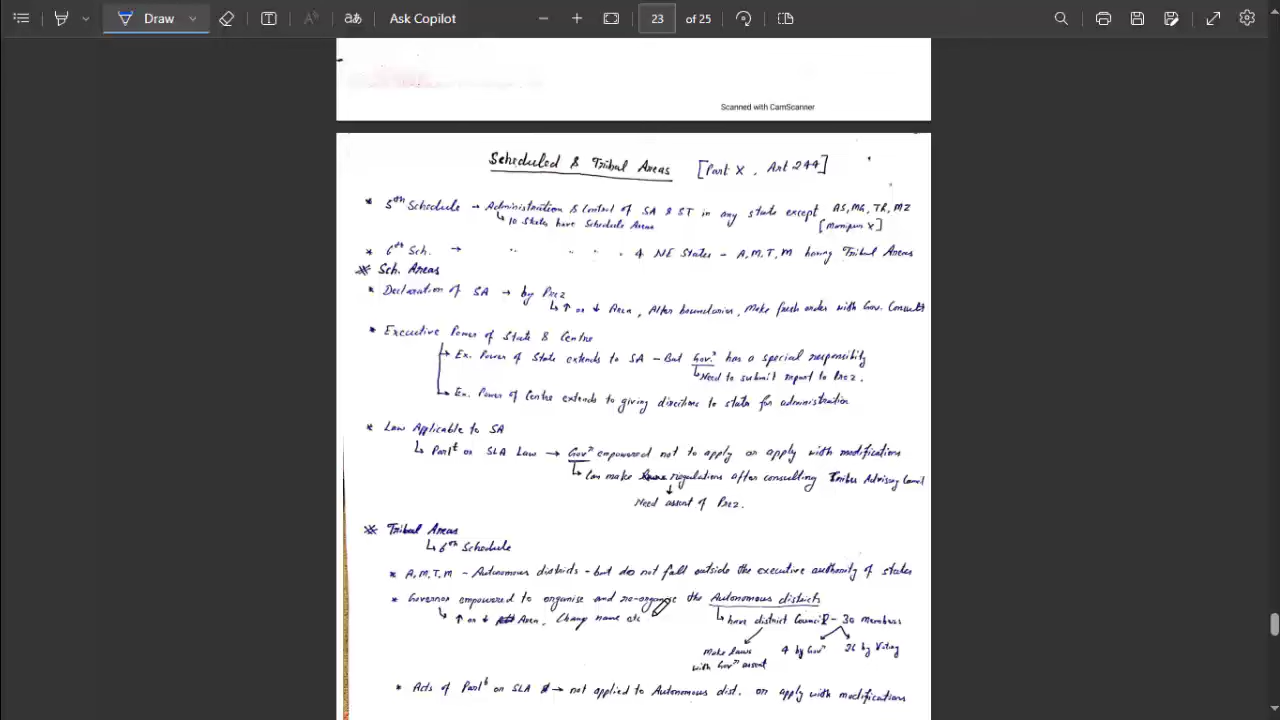 Draw
Ask Copilot
23 of 25
Scanned with CamScanner
Scheduled & Tribal Areas [Part X, Art 244]
* 5th Schedule → Administration & Control of SA & ST in any state except AS, MG, TR, MZ
↳ 10 States have Schedule Areas [Manipur X]
* 6th Sch. → " " " 4 NE States - A, M, T, M having Tribal Areas
※ Sch. Areas
* Declaration of SA → by Prez
↳ ↑ or ↓ Area, Alter boundaries, Make fresh order with Gov. Consult
* Executive Power of State & Centre
→ Ex. Power of State extends to SA - But Gov.r has a special responsibility
↳ Need to submit report to Prez.
→ Ex. Power of Centre extends to giving directions to states for administration
* Law Applicable to SA
↳ Parlt or SLA Law → Govr empowered not to apply or apply with modifications
↳ Can make regulations after consulting Tribes Advisory Council
↓
Need assent of Prez.
※ Tribal Areas
↳ 6th Schedule
* A, M, T, M - Autonomous districts - but do not fall outside the executive authority of states
* Governor empowered to organise and re-organise the Autonomous districts
↳ ↑ or ↓ Area, Change name etc
↳ have district Council - 30 members
Make laws with Govr assent
4 by Govr
26 by Voting
* Acts of Parlt or SLA → not applied to Autonomous dist. or apply with modifications